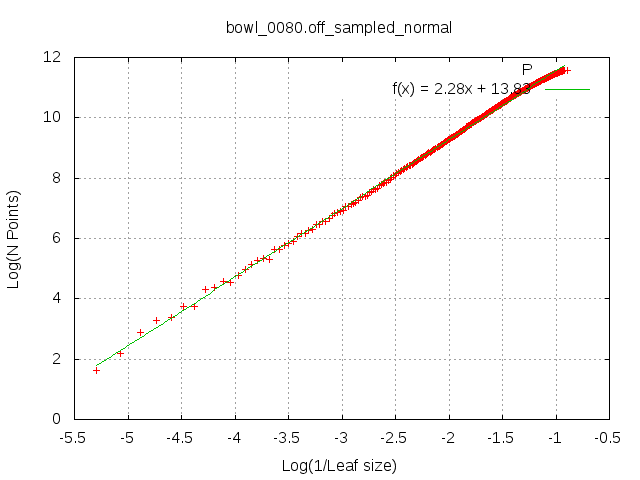 bowl_0080.off_sampled_normal
12
10
8
6
4
2
0
P
f(x) = 2.28x + 13.83
Log(N Points)
-5.5 -5 -4.5 -4 -3.5 -3 -2.5 -2 -1.5 -1 -0.5
Log(1/Leaf size)